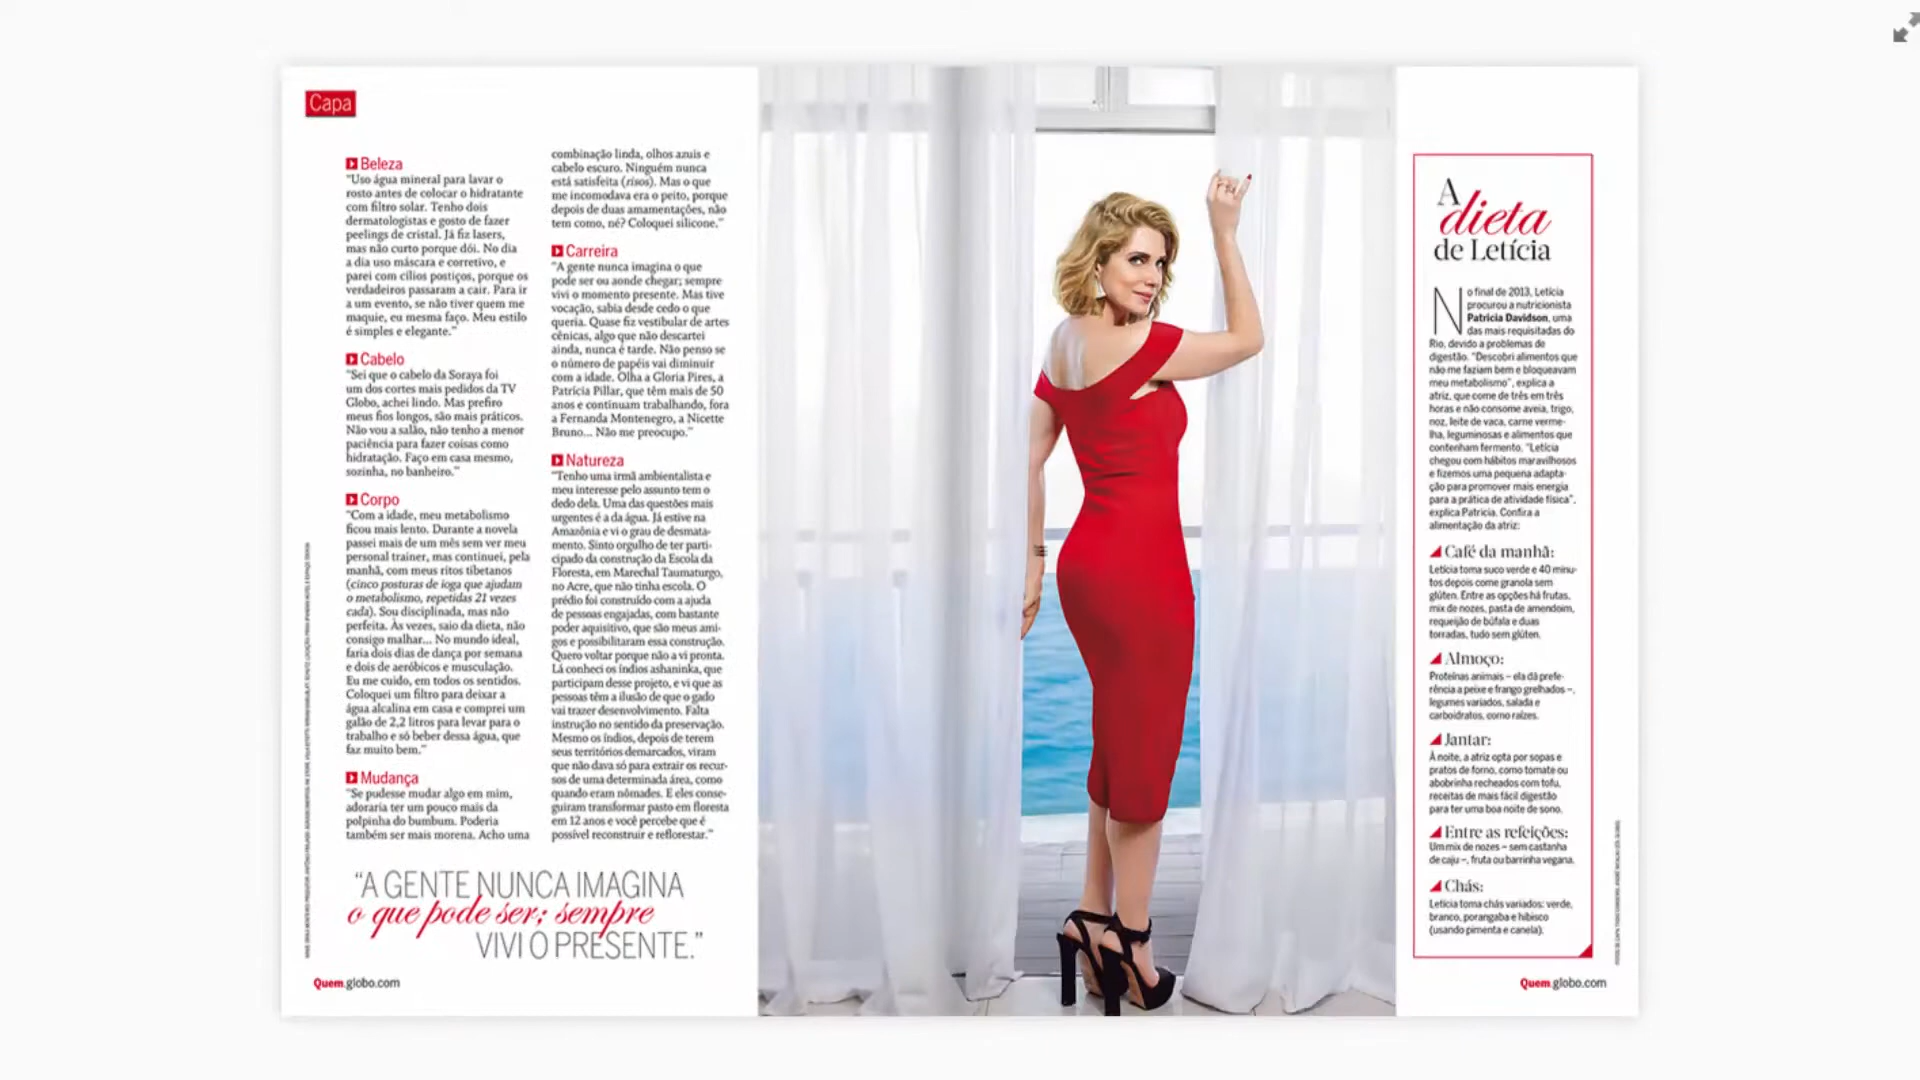 Capa
Beleza
"Uso água mineral para lavar o
rosto antes de colocar o hidratante
com filtro solar. Tenho dois
dermatologistas e gosto de fazer
peelings de cristal. Já fiz lasers,
mas não curto porque dói. No dia
a dia uso máscara e corretivo, e
parei com cílios postiços, porque os
verdadeiros passaram a cair. Para ir
a um evento, se não tiver quem me
maquie, eu mesma faço. Meu estilo
é simples e elegante."
Cabelo
"Sei que o cabelo da Soraya foi
um dos cortes mais pedidos da TV
Globo, achei lindo. Mas prefiro
meus fios longos, são mais práticos.
Não vou a salão, não tenho a menor
paciência para fazer coisas como
hidratação. Faço em casa mesmo,
sozinha, no banheiro."
Corpo
"Com a idade, meu metabolismo
ficou mais lento. Durante a novela
passei mais de um mês sem ver meu
personal trainer, mas continuei, pela
manhã, com meus ritos tibetanos
(cinco posturas de ioga que ajudam
o metabolismo, repetidas 21 vezes
cada). Sou disciplinada, mas não
perfeita. Às vezes, saio da dieta, não
consigo malhar... No mundo ideal,
faria dois dias de dança por semana
e dois de aeróbicos e musculação.
Eu me cuido, em todos os sentidos.
Coloquei um filtro para deixar a
água alcalina em casa e comprei um
galão de 2,2 litros para levar para o
trabalho e só beber dessa água, que
faz muito bem."
Mudança
"Se pudesse mudar algo em mim,
adoraria ter um pouco mais da
polpinha do bumbum. Poderia
também ser mais morena. Acho uma
combinação linda, olhos azuis e
cabelo escuro. Ninguém nunca
está satisfeita (risos). Mas o que
me incomodava era o peito, porque
depois de duas amamentações, não
tem como, né? Coloquei silicone."
Carreira
"A gente nunca imagina o que
pode ser ou aonde chegar; sempre
vivi o momento presente. Mas tive
vocação, sabia desde cedo o que
queria. Quase fiz vestibular de artes
cênicas, algo que não descartei
ainda, nunca é tarde. Não penso se
o número de papéis vai diminuir
com a idade. Olha a Gloria Pires, a
Patrícia Pillar, que têm mais de 50
anos e continuam trabalhando, fora
a Fernanda Montenegro, a Nicette
Bruno... Não me preocupo."
Natureza
"Tenho uma irmã ambientalista e
meu interesse pelo assunto tem o
dedo dela. Uma das questões mais
urgentes é a da água. Já estive na
Amazônia e vi o grau de desmata-
mento. Sinto orgulho de ter parti-
cipado da construção da Escola da
Floresta, em Marechal Taumaturgo,
no Acre, que não tinha escola. O
prédio foi construído com a ajuda
de pessoas engajadas, com bastante
poder aquisitivo, que são meus ami-
gos e possibilitaram essa construção.
Quero voltar porque não a vi pronta.
Lá conheci os índios ashaninka, que
participam desse projeto, e vi que as
pessoas têm a ilusão de que o gado
vai trazer desenvolvimento. Falta
instrução no sentido da preservação.
Mesmo os índios, depois de terem
seus territórios demarcados, viram
que não dava só para extrair os recur-
sos de uma determinada área, como
quando eram nômades. E eles conse-
guiram transformar pasto em floresta
em 12 anos e você percebe que é
possível reconstruir e reflorestar."
"A GENTE NUNCA IMAGINA
o que pode ser; sempre
VIVI O PRESENTE."
Quem.globo.com
A
dieta
de Letícia
No final de 2013, Letícia
procurou a nutricionista
Patricia Davidson, uma
das mais requisitadas do
Rio, devido a problemas de
digestão. "Descobri alimentos que
não me faziam bem e bloqueavam
meu metabolismo", explica a
atriz, que come de três em três
horas e não consome aveia, trigo,
noz, leite de vaca, carne verme-
lha, leguminosas e alimentos que
contenham fermento. "Letícia
chegou com hábitos maravilhosos
e fizemos uma pequena adapta-
ção para promover mais energia
para a prática de atividade física",
explica Patricia. Confira a
alimentação da atriz:
Café da manhã:
Letícia toma suco verde e 40 minu-
tos depois come granola sem
glúten. Entre as opções há frutas,
mix de nozes, pasta de amendoim,
requeijão de búfala e duas
torradas, tudo sem glúten.
Almoço:
Proteínas animais – ela dá prefe-
rência a peixe e frango grelhados –,
legumes variados, salada e
carboidratos, como raízes.
Jantar:
À noite, a atriz opta por sopas e
pratos de forno, como tomate ou
abobrinha recheados com tofu,
receitas de mais fácil digestão
para ter uma boa noite de sono.
Entre as refeições:
Um mix de nozes – sem castanha
de caju –, fruta ou barrinha vegana.
Chás:
Letícia toma chás variados: verde,
branco, porangaba e hibisco
(usando pimenta e canela).
Quem.globo.com